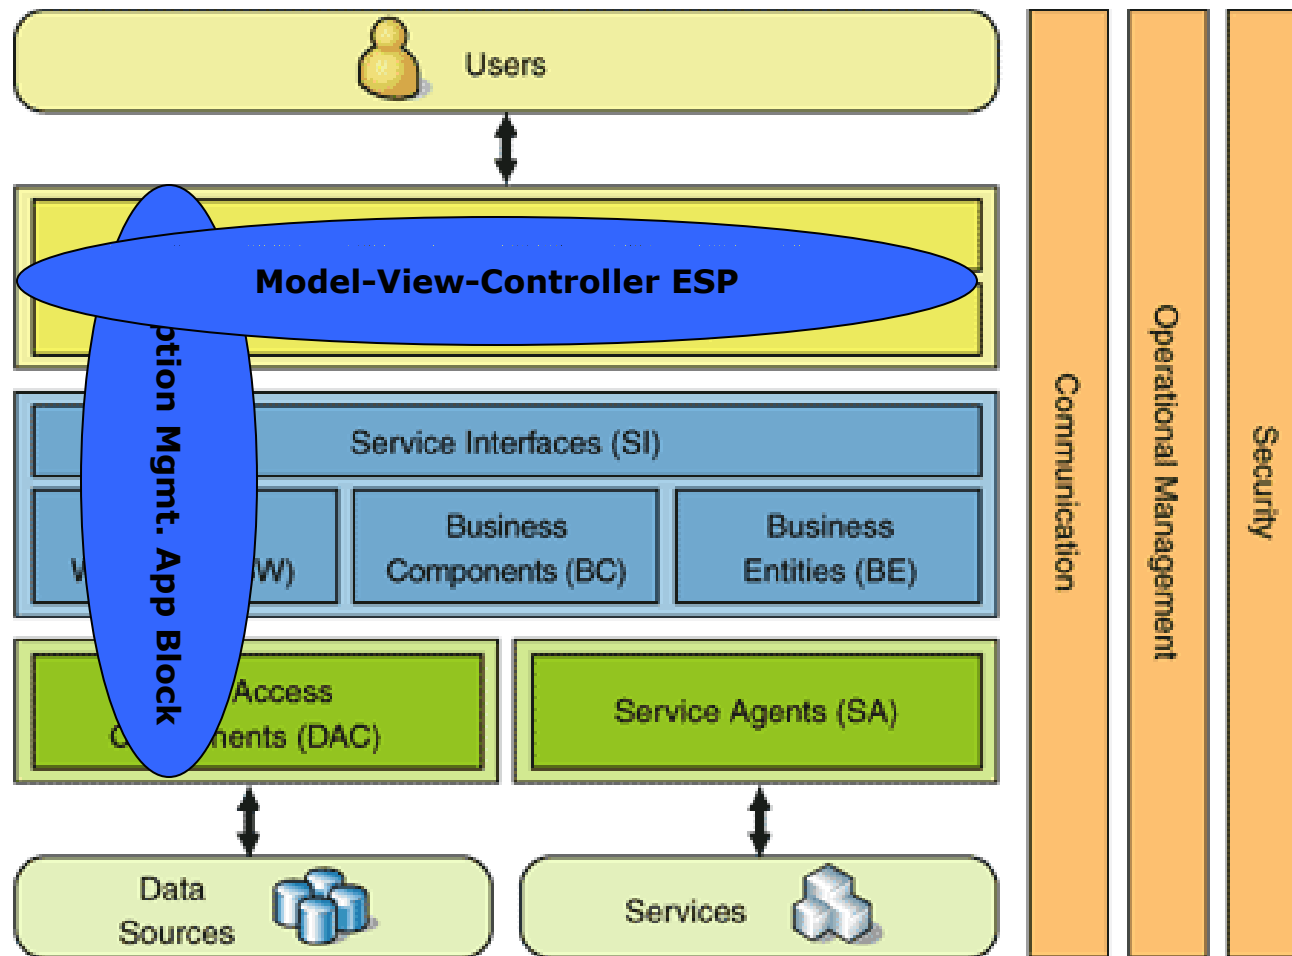 Users
Model-View-Controller ESP
ption Mgmt. App Block
Service Interfaces (SI)
W
W)
Business
Components (BC)
Business
Entities (BE)
Access
C
nents (DAC)
Service Agents (SA)
Data
Sources
Services
Communication
Operational Management
Security